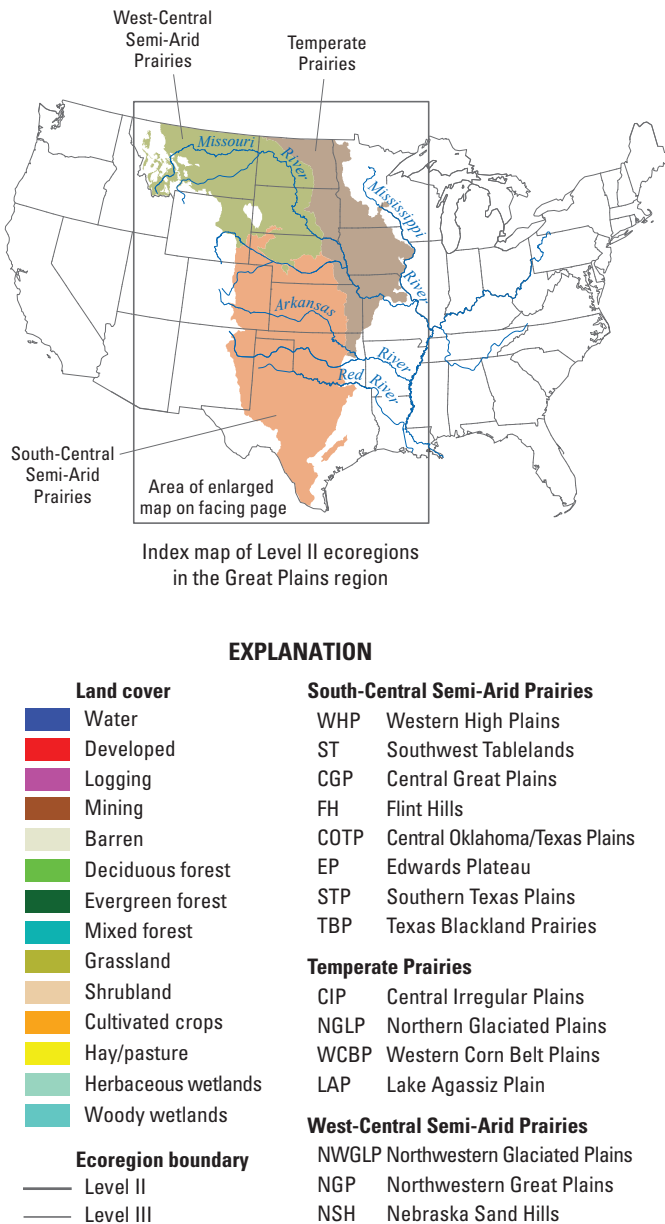 West-Central
Semi-Arid
Prairies
Temperate
Prairies
Missouri
River
Mississippi
River
Arkansas
River
Red River
South-Central
Semi-Arid
Prairies
Area of enlarged
map on facing page
Index map of Level II ecoregions
in the Great Plains region
EXPLANATION
Land cover
Water
Developed
Logging
Mining
Barren
Deciduous forest
Evergreen forest
Mixed forest
Grassland
Shrubland
Cultivated crops
Hay/pasture
Herbaceous wetlands
Woody wetlands
Ecoregion boundary
Level II
Level III
South-Central Semi-Arid Prairies
WHP Western High Plains
ST Southwest Tablelands
CGP Central Great Plains
FH Flint Hills
COTP Central Oklahoma/Texas Plains
EP Edwards Plateau
STP Southern Texas Plains
TBP Texas Blackland Prairies
Temperate Prairies
CIP Central Irregular Plains
NGLP Northern Glaciated Plains
WCBP Western Corn Belt Plains
LAP Lake Agassiz Plain
West-Central Semi-Arid Prairies
NWGLP Northwestern Glaciated Plains
NGP Northwestern Great Plains
NSH Nebraska Sand Hills